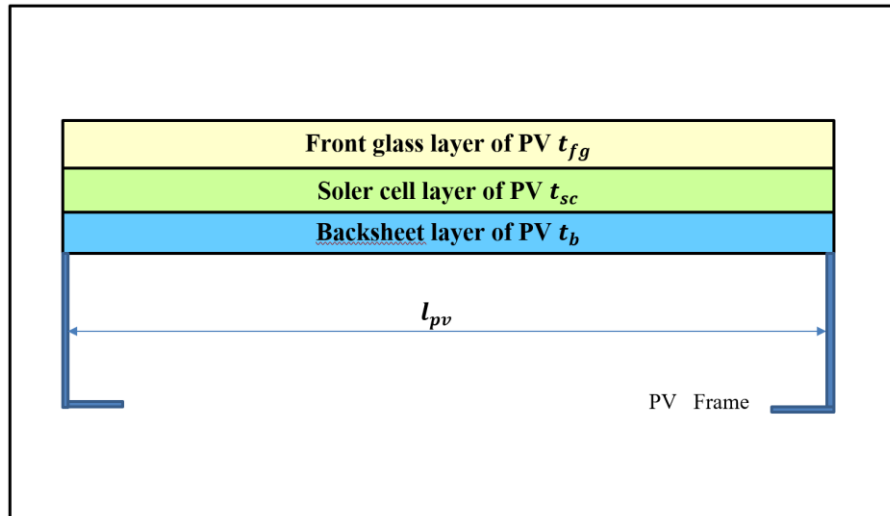 Front glass layer of PV t_fg
Soler cell layer of PV t_sc
Backsheet layer of PV t_b
l_pv
PV Frame